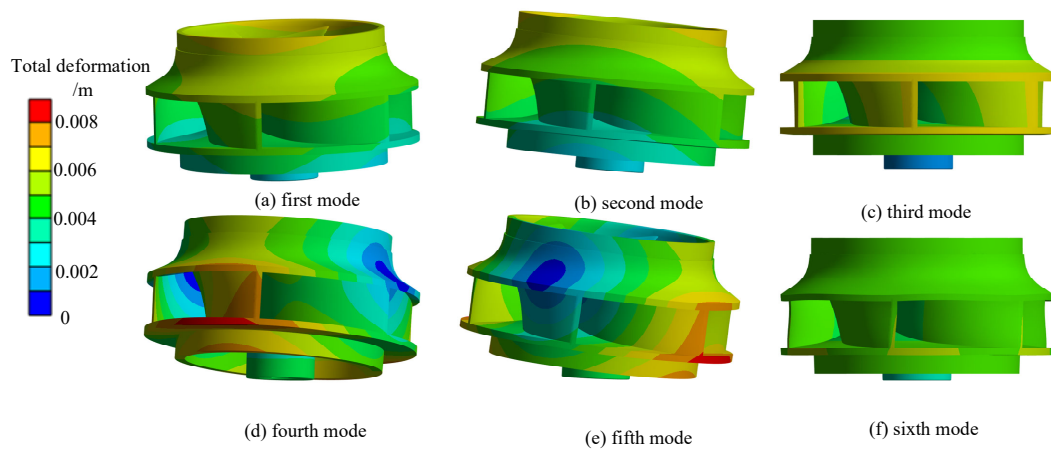 Total deformation
/m
0.008
0.006
0.004
0.002
0
(a) first mode
(b) second mode
(c) third mode
(d) fourth mode
(e) fifth mode
(f) sixth mode